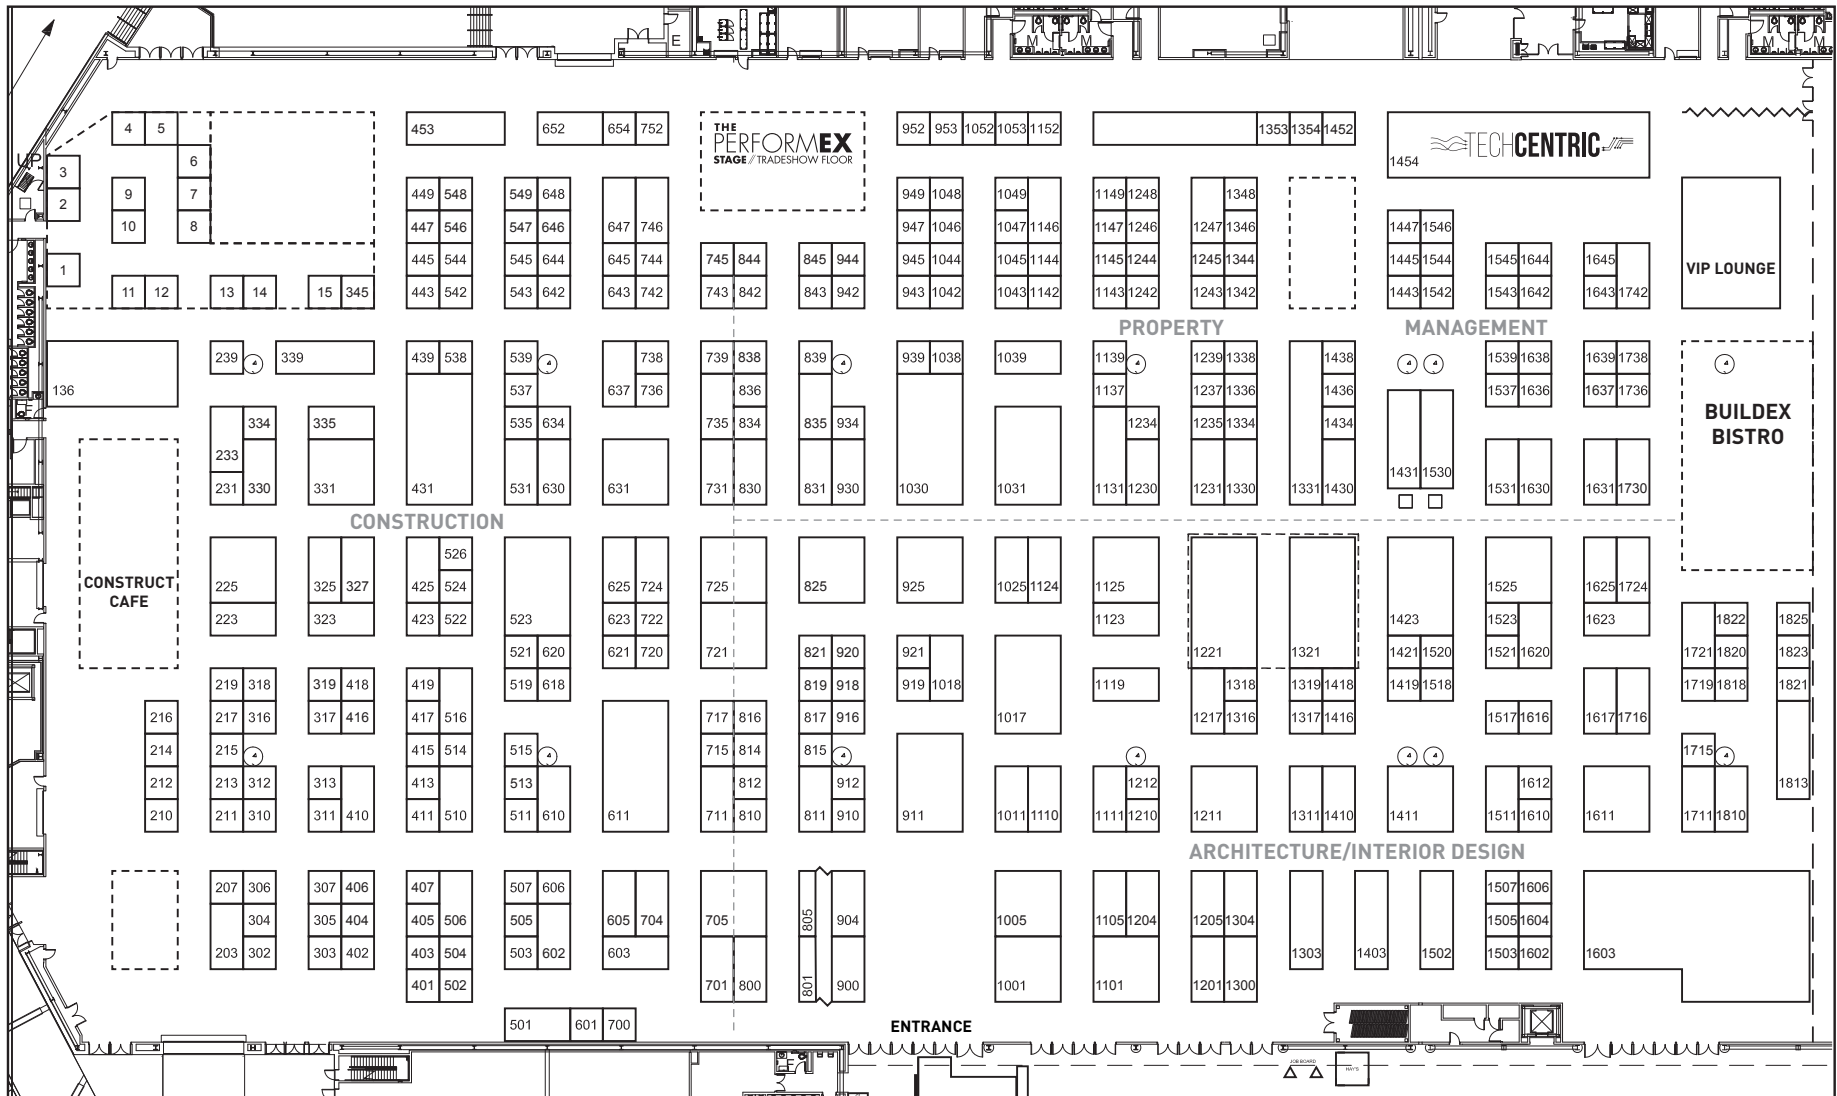 E M M M M
4 5 453 652 654 752 THE 952 953 1052 1053 1152 1353 1354 1452
PERFORMEX
STAGE // TRADESHOW FLOOR
TECHCENTRIC
UP 6 1454
3
9 7 449 548 549 648 949 1048 1049 1149 1248 1348
2
10 8 447 546 547 646 647 746 947 1046 1047 1146 1147 1246 1247 1346 1447 1546
445 544 545 644 645 744 745 844 845 944 945 1044 1045 1144 1145 1244 1245 1344 1445 1544 1545 1644 1645
1 VIP LOUNGE
11 12 13 14 15 345 443 542 543 642 643 742 743 842 843 942 943 1042 1043 1142 1143 1242 1243 1342 1443 1542 1543 1642 1643 1742
PROPERTY MANAGEMENT
239 339 439 538 539 738 739 838 839 939 1038 1039 1139 1239 1338 1438 1539 1638 1639 1738
136 537 637 736 836 1137 1237 1336 1436 1537 1636 1637 1736
BUILDEX
BISTRO
334 335 535 634 735 834 835 934 1234 1235 1334 1434
233
1431 1530
231 330 331 431 531 630 631 731 830 831 930 1030 1031 1131 1230 1231 1330 1331 1430 1531 1630 1631 1730
CONSTRUCTION
526
CONSTRUCT
CAFE
225 325 327 425 524 625 724 725 825 925 1025 1124 1125 1525 1625 1724
223 323 423 522 523 623 722 1123 1423 1523 1623 1822 1825
521 620 621 720 721 821 920 921 1221 1321 1421 1520 1521 1620 1721 1820 1823
219 318 319 418 419 519 618 819 918 919 1018 1119 1318 1319 1418 1419 1518 1719 1818 1821
216 217 316 317 416 417 516 717 816 817 916 1017 1217 1316 1317 1416 1517 1616 1617 1716
214 215 415 514 515 715 814 815 1715
212 213 312 313 413 513 812 912 1212 1612 1813
210 211 310 311 410 411 510 511 610 611 711 810 811 910 911 1011 1110 1111 1210 1211 1311 1410 1411 1511 1610 1611 1711 1810
ARCHITECTURE/INTERIOR DESIGN
207 306 307 406 407 507 606 1507 1606
304 305 404 405 506 505 605 704 705 805 904 1005 1105 1204 1205 1304 1505 1604
203 302 303 402 403 504 503 602 603 1303 1403 1502 1503 1602 1603
401 502 701 800 801 900 1001 1101 1201 1300
501 601 700 ENTRANCE
JOB BOARD
HAY'S